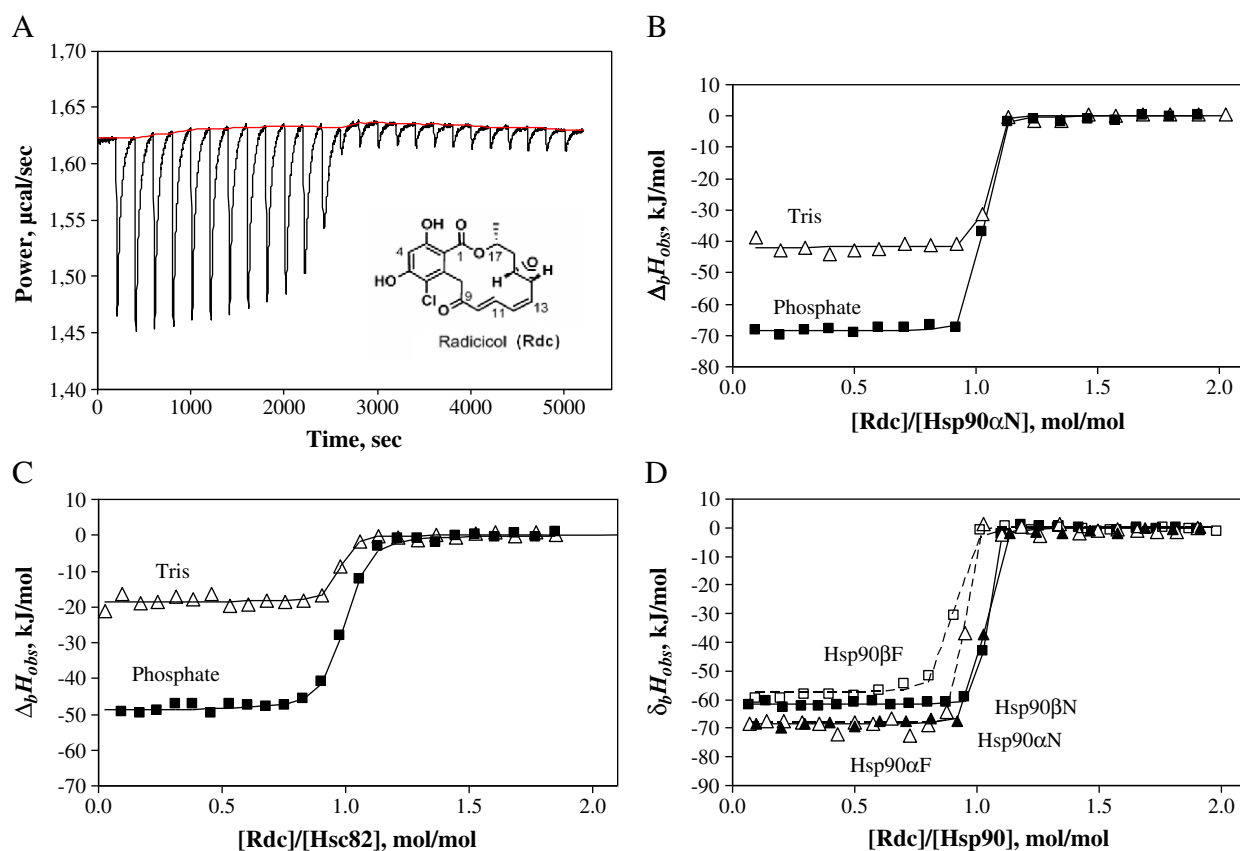 A
1,70
1,65
1,60
1,55
1,50
1,45
1,40
Power, µcal/sec
0
1000
2000
3000
4000
5000
Time, sec
OH
O
4
1
O
17
O
HO
H
H
Cl
9
O
11
13
Radicicol (Rdc)
B
10
0
-10
-20
-30
-40
-50
-60
-70
-80
ΔbHobs, kJ/mol
Tris
Phosphate
0.0
0.5
1.0
1.5
2.0
[Rdc]/[Hsp90αN], mol/mol
C
10
0
-10
-20
-30
-40
-50
-60
-70
ΔbHobs, kJ/mol
Tris
Phosphate
0.0
0.5
1.0
1.5
2.0
[Rdc]/[Hsc82], mol/mol
D
10
0
-10
-20
-30
-40
-50
-60
-70
-80
-90
δbHobs, kJ/mol
Hsp90βF
Hsp90βN
Hsp90αN
Hsp90αF
0.0
0.5
1.0
1.5
2.0
[Rdc]/[Hsp90], mol/mol